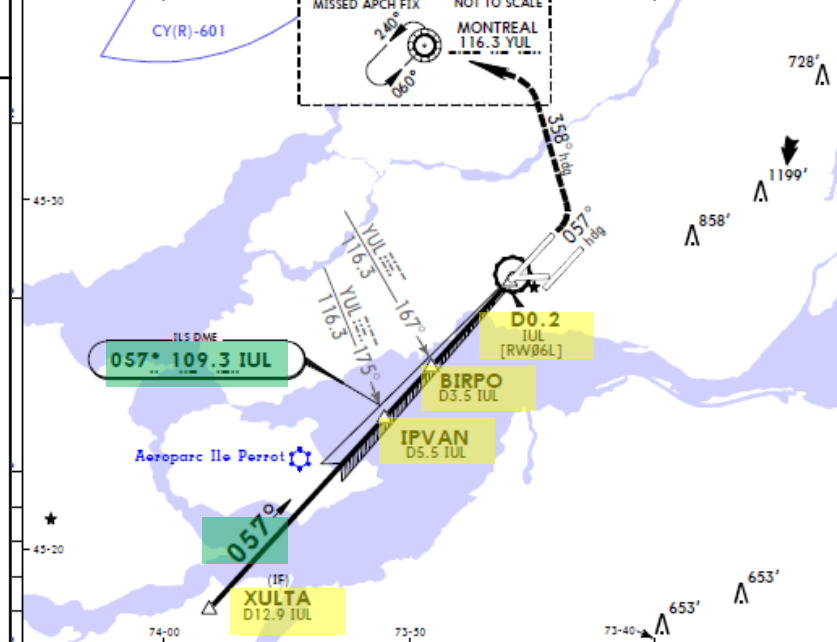 MISSED APCH FIX
NOT TO SCALE
CY(R)-601
MONTREAL
116.3 YUL
240°
060°
728'
358° hdg
1199'
45-30
858'
057°
hdg
YUL
116.3
167°
YUL
116.3
175°
D0.2
IUL
[RWØ6L]
ILS DME
057° 109.3 IUL
BIRPO
D3.5 IUL
IPVAN
D5.5 IUL
Aeroparc Ile Perrot
057°
45-20
(IF)
XULTA
D12.9 IUL
653'
653'
74-00
73-50
73-40